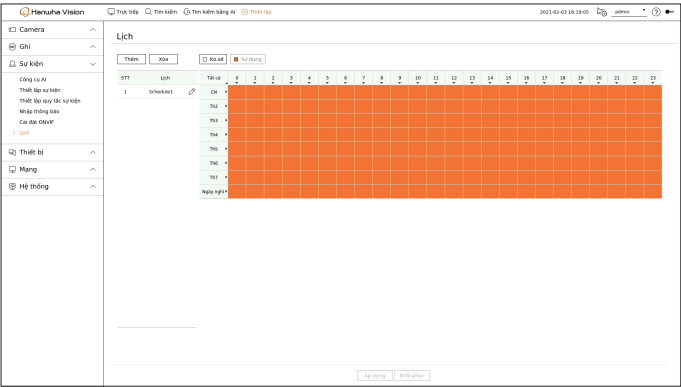 Hanwha Vision
Trực tiếp Tìm kiếm Tìm kiếm bằng AI Thiết lập
2021-02-03 16:19:05 admin ?
Camera
Ghi
Sự kiện
Công cụ AI
Thiết lập sự kiện
Thiết lập quy tắc sự kiện
Nhập thông báo
Cài đặt ONVIF
Lịch
Thiết bị
Mạng
Hệ thống
Lịch
Thêm Xóa Ko.sd Sử dụng
STT Lịch Tất cả 0 1 2 3 4 5 6 7 8 9 10 11 12 13 14 15 16 17 18 19 20 21 22 23
1 Schedule1 CN
Th2
Th3
Th4
Th5
Th6
Th7
Ngày nghỉ
Áp dụng Khôi phục